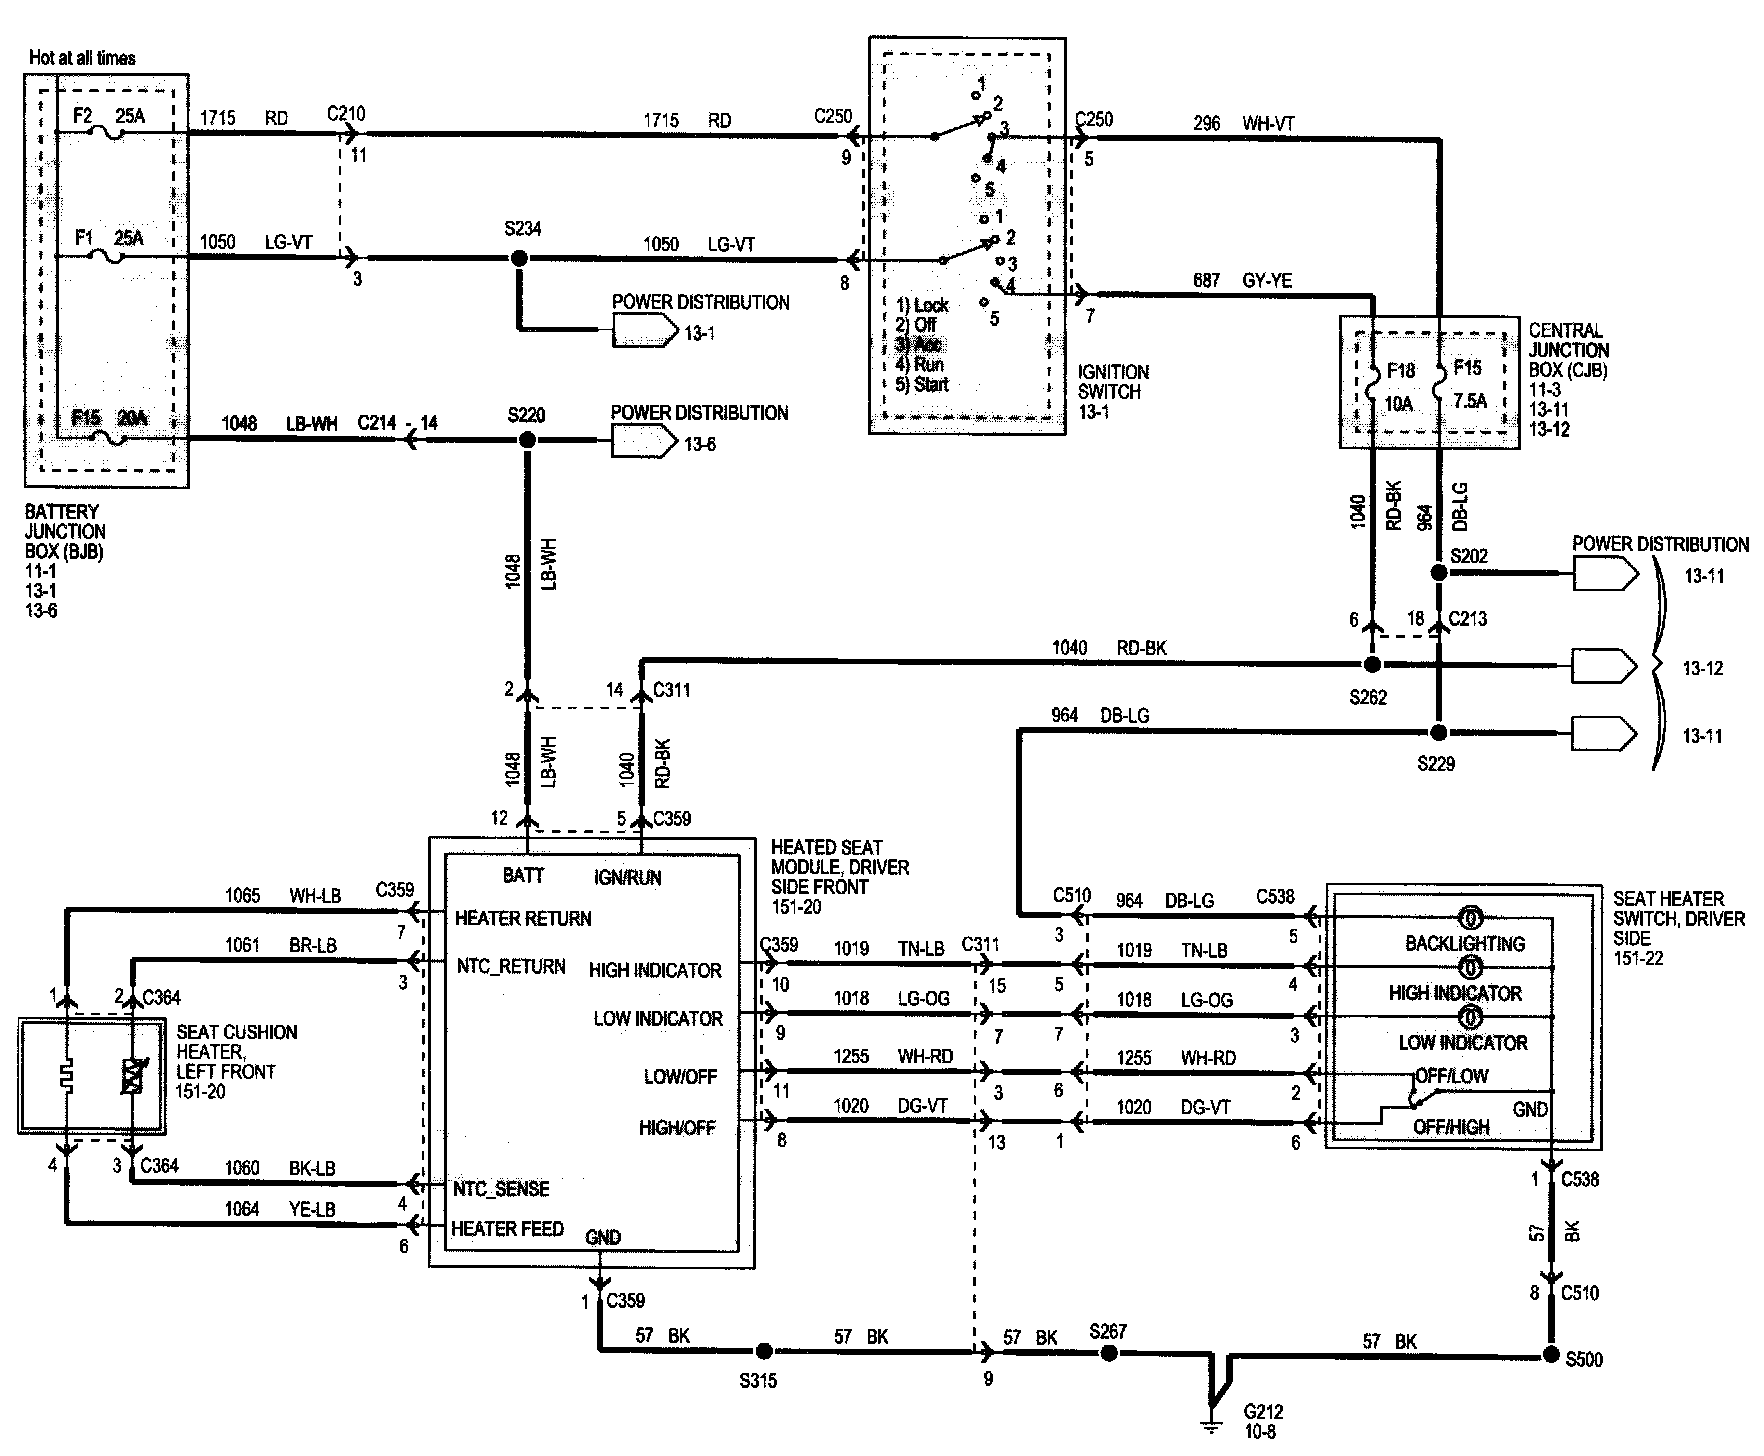 Hot at all times
F2 25A
1715 RD
C210
11
1715 RD
C250
9
1
2
3
4
5
C250
5
296 WH-VT
F1 25A
1050 LG-VT
3
S234
1050 LG-VT
8
1
2
3
4
5
7
687 GY-YE
POWER DISTRIBUTION
13-1
1) Lock
2) Off
3) Acc
4) Run
5) Start
IGNITION
SWITCH
13-1
F18
10A
F15
7.5A
CENTRAL
JUNCTION
BOX (CJB)
11-3
13-11
13-12
F15 20A
1048 LB-WH C214 - 14
S220
POWER DISTRIBUTION
13-6
BATTERY
JUNCTION
BOX (BJB)
11-1
13-1
13-6
1048
LB-WH
1040
RD-BK
964
DB-LG
S202
POWER DISTRIBUTION
13-11
6
18 C213
1040 RD-BK
S262
13-12
2
14 C311
964 DB-LG
S229
13-11
1048
LB-WH
1040
RD-BK
12
5 C359
BATT
IGN/RUN
HEATED SEAT
MODULE, DRIVER
SIDE FRONT
151-20
1065 WH-LB
C359
7
HEATER RETURN
1061 BR-LB
3
NTC_RETURN
HIGH INDICATOR
LOW INDICATOR
LOW/OFF
HIGH/OFF
NTC_SENSE
HEATER FEED
GND
1
2 C364
SEAT CUSHION
HEATER,
LEFT FRONT
151-20
4
3 C364
1060 BK-LB
4
1064 YE-LB
6
C359
10
1019 TN-LB
C311
15
5
1019 TN-LB
4
9
1018 LG-OG
7
7
1018 LG-OG
3
11
1255 WH-RD
3
6
1255 WH-RD
2
8
1020 DG-VT
13
1
1020 DG-VT
6
C510
3
964 DB-LG
C538
5
BACKLIGHTING
HIGH INDICATOR
LOW INDICATOR
OFF/LOW
GND
OFF/HIGH
SEAT HEATER
SWITCH, DRIVER
SIDE
151-22
1 C538
57
BK
8 C510
1 C359
57 BK
S315
57 BK
9
57 BK
S267
57 BK
S500
G212
10-8